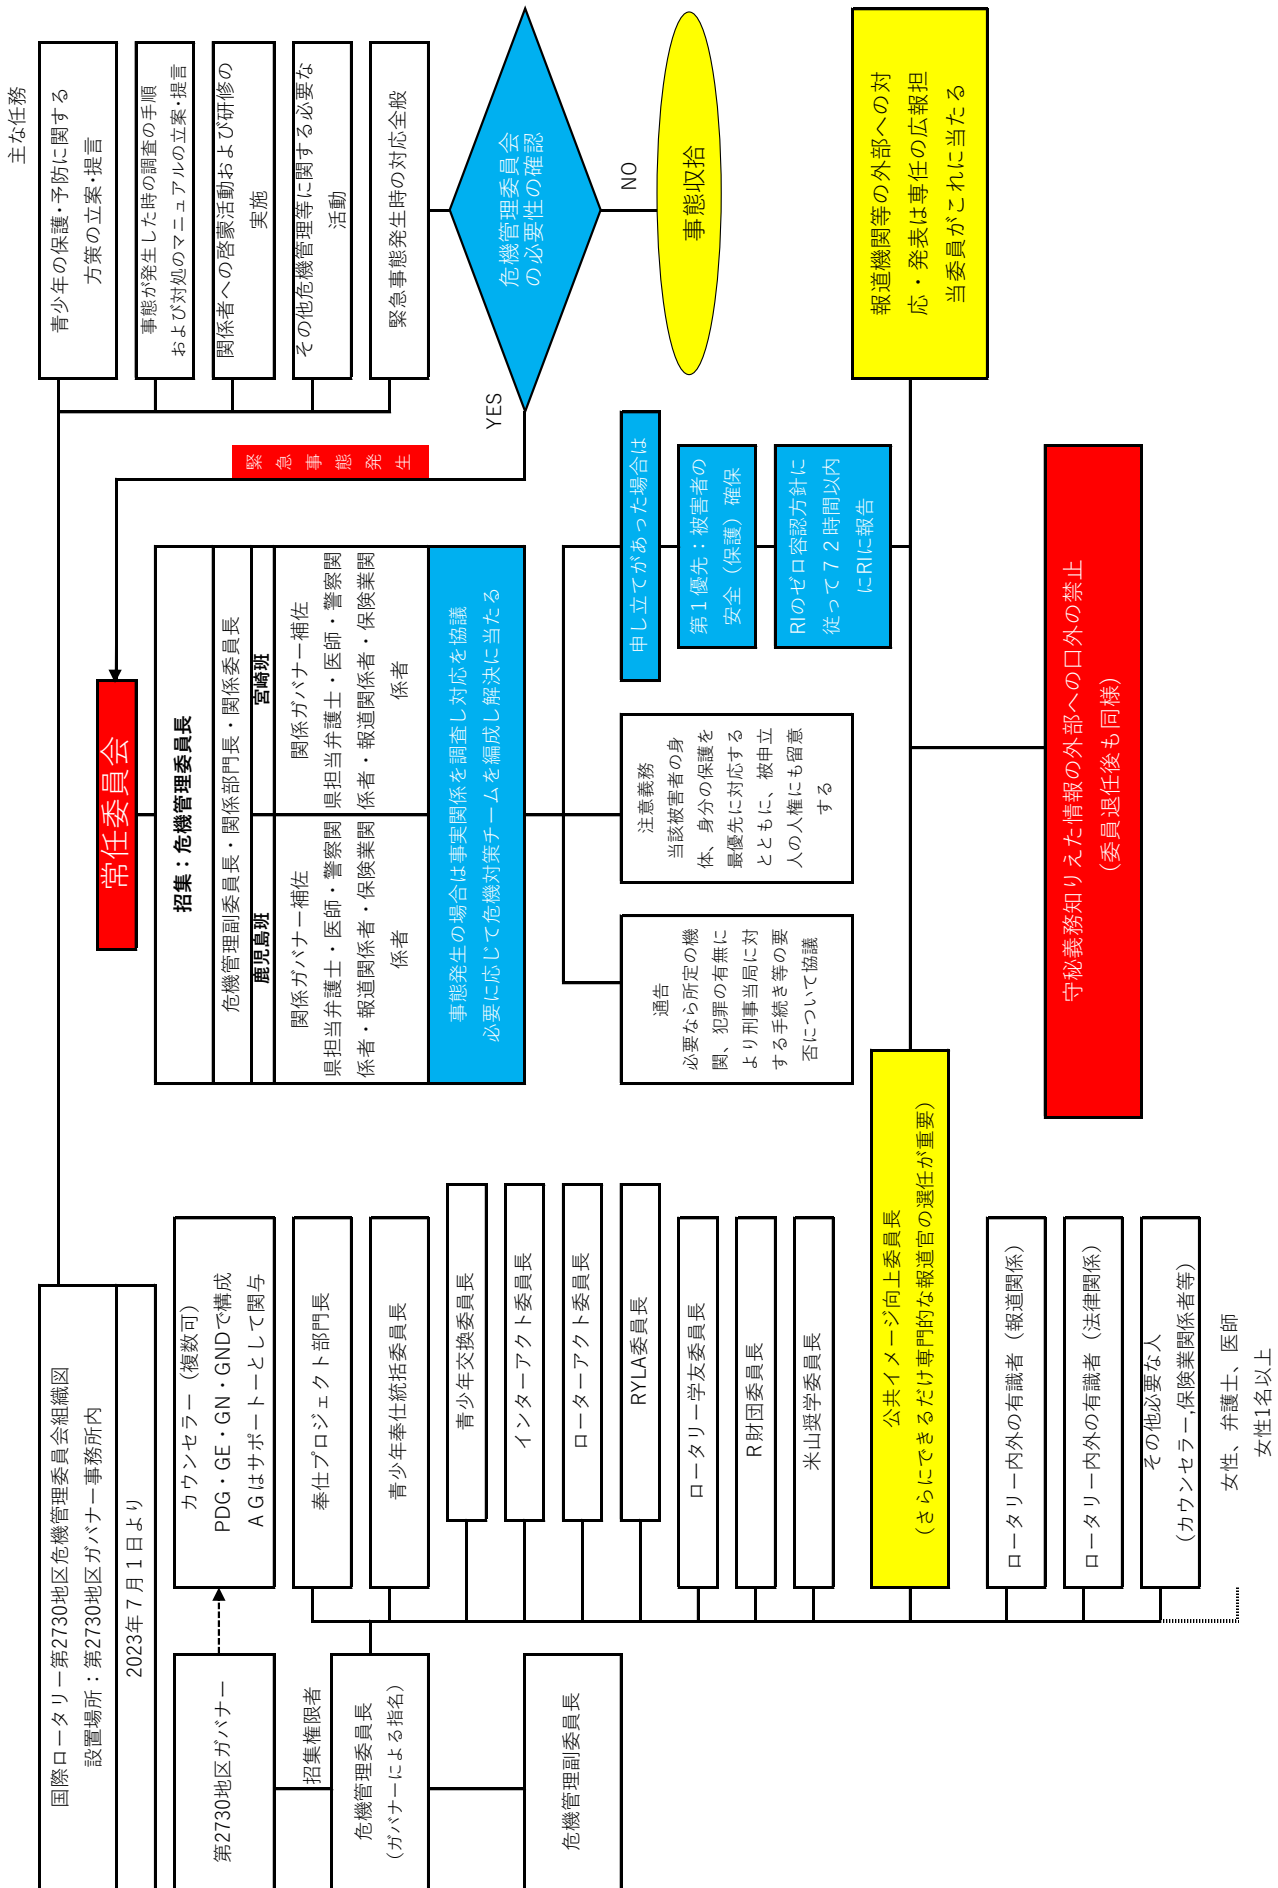 国際ロータリー第2730地区危機管理委員会組織図
設置場所：第2730地区ガバナー事務所内
2023年７月１日より
第2730地区ガバナー
招集権限者
危機管理委員長
（ガバナーによる指名）
危機管理副委員長
カウンセラー（複数可）
PDG・GE・GN・GNDで構成
ＡＧはサポートーとして関与
奉仕プロジェクト部門長
青少年奉仕統括委員長
青少年交換委員長
インターアクト委員長
ローターアクト委員長
RYLA委員長
ロータリー学友委員長
Ｒ財団委員長
米山奨学委員長
公共イメージ向上委員長
（さらにできるだけ専門的な報道官の選任が重要）
ロータリー内外の有識者（報道関係）
ロータリー内外の有識者（法律関係）
その他必要な人
（カウンセラー,保険業関係者等）
女性、弁護士、医師
女性1名以上
常任委員会
招集：危機管理委員長
危機管理副委員長・関係部門長・関係委員長
鹿児島班
宮崎班
関係ガバナー補佐
県担当弁護士・医師・警察関
係者・報道関係者・保険業関
係者
関係ガバナー補佐
県担当弁護士・医師・警察関
係者・報道関係者・保険業関
係者
事態発生の場合は事実関係を調査し対応を協議
必要に応じて危機対策チームを編成し解決に当たる
通告
必要なら所定の機
関、犯罪の有無に
より刑事当局に対
する手続き等の要
否について協議
注意義務
当該被害者の身
体、身分の保護を
最優先に対応する
とともに、被申立
人の人権にも留意
する
申し立てがあった場合は
第１優先：被害者の
安全（保護）確保
RIのゼロ容認方針に
従って７２時間以内
にRIに報告
守秘義務知りえた情報の外部への口外の禁止
（委員退任後も同様）
主な任務
青少年の保護・予防に関する
方策の立案・提言
事態が発生した時の調査の手順
および対処のマニュアルの立案・提言
関係者への啓蒙活動および研修の
実施
その他危機管理等に関する必要な
活動
緊急事態発生時の対応全般
緊急事態発生
YES
危機管理委員会
の必要性の確認
NO
事態収拾
報道機関等の外部への対
応・発表は専任の広報担
当委員がこれに当たる